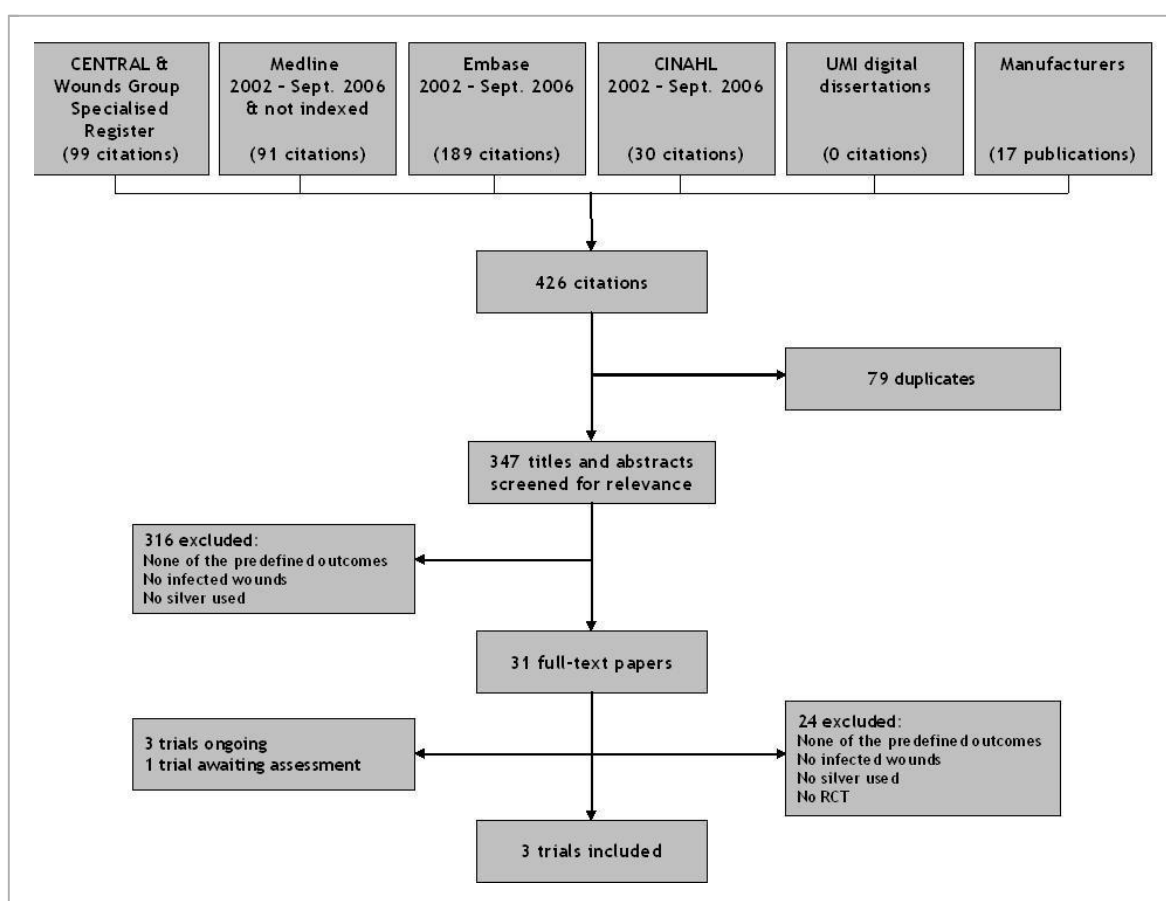 CENTRAL &
Wounds Group
Specialised
Register
(99 citations)
Medline
2002 - Sept. 2006
& not indexed
(91 citations)
Embase
2002 - Sept. 2006
(189 citations)
CINAHL
2002 - Sept. 2006
(30 citations)
UMI digital
dissertations
(0 citations)
Manufacturers
(17 publications)
426 citations
79 duplicates
347 titles and abstracts
screened for relevance
316 excluded:
None of the predefined outcomes
No infected wounds
No silver used
31 full-text papers
3 trials ongoing
1 trial awaiting assessment
24 excluded:
None of the predefined outcomes
No infected wounds
No silver used
No RCT
3 trials included